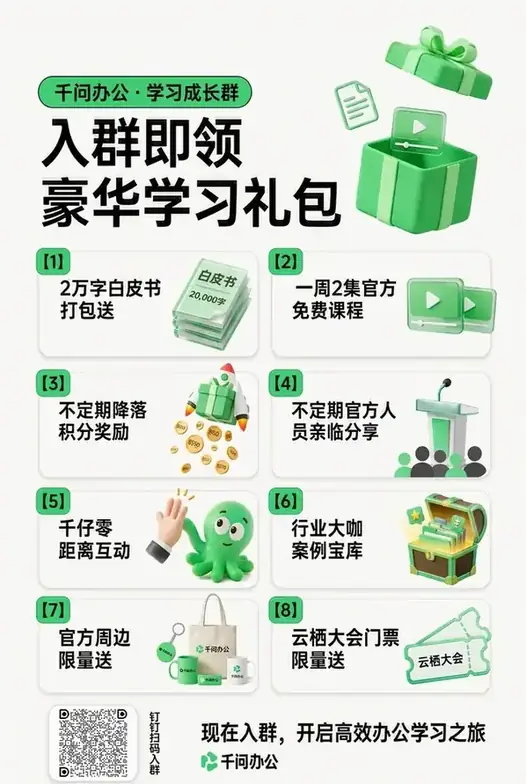 千问办公·学习成长群
入群即领
豪华学习礼包
【1】
2万字白皮书
打包送
白皮书
20,000字
【2】
一周2集官方
免费课程
【3】
不定期降落
积分奖励
【4】
不定期官方人
员亲临分享
【5】
千仔零
距离互动
【6】
行业大咖
案例宝库
【7】
官方周边
限量送
千问办公
【8】
云栖大会门票
限量送
云栖大会
钉钉扫码入群
现在入群，开启高效办公学习之旅
千问办公